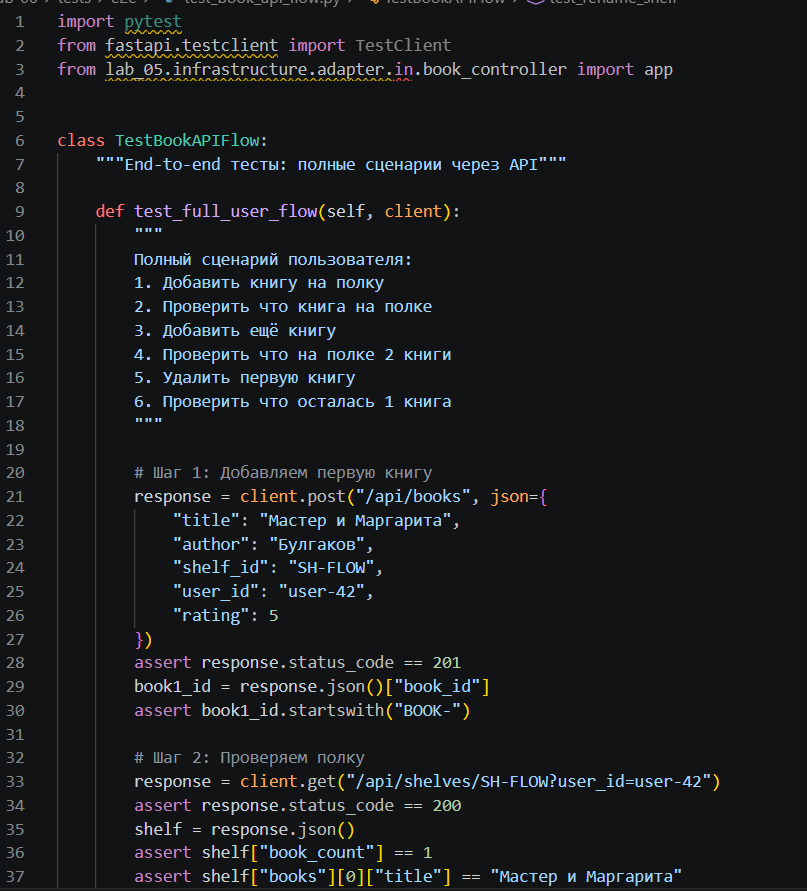 tests > e2e > test_book_api_flow.py > TestBookAPIFlow > test_rename_shelf
1 import pytest
2 from fastapi.testclient import TestClient
3 from lab_05.infrastructure.adapter.in.book_controller import app
4
5
6 class TestBookAPIFlow:
7 """End-to-end тесты: полные сценарии через API"""
8
9 def test_full_user_flow(self, client):
10 """
11 Полный сценарий пользователя:
12 1. Добавить книгу на полку
13 2. Проверить что книга на полке
14 3. Добавить ещё книгу
15 4. Проверить что на полке 2 книги
16 5. Удалить первую книгу
17 6. Проверить что осталась 1 книга
18 """
19
20 # Шаг 1: Добавляем первую книгу
21 response = client.post("/api/books", json={
22 "title": "Мастер и Маргарита",
23 "author": "Булгаков",
24 "shelf_id": "SH-FLOW",
25 "user_id": "user-42",
26 "rating": 5
27 })
28 assert response.status_code == 201
29 book1_id = response.json()["book_id"]
30 assert book1_id.startswith("BOOK-")
31
32 # Шаг 2: Проверяем полку
33 response = client.get("/api/shelves/SH-FLOW?user_id=user-42")
34 assert response.status_code == 200
35 shelf = response.json()
36 assert shelf["book_count"] == 1
37 assert shelf["books"][0]["title"] == "Мастер и Маргарита"